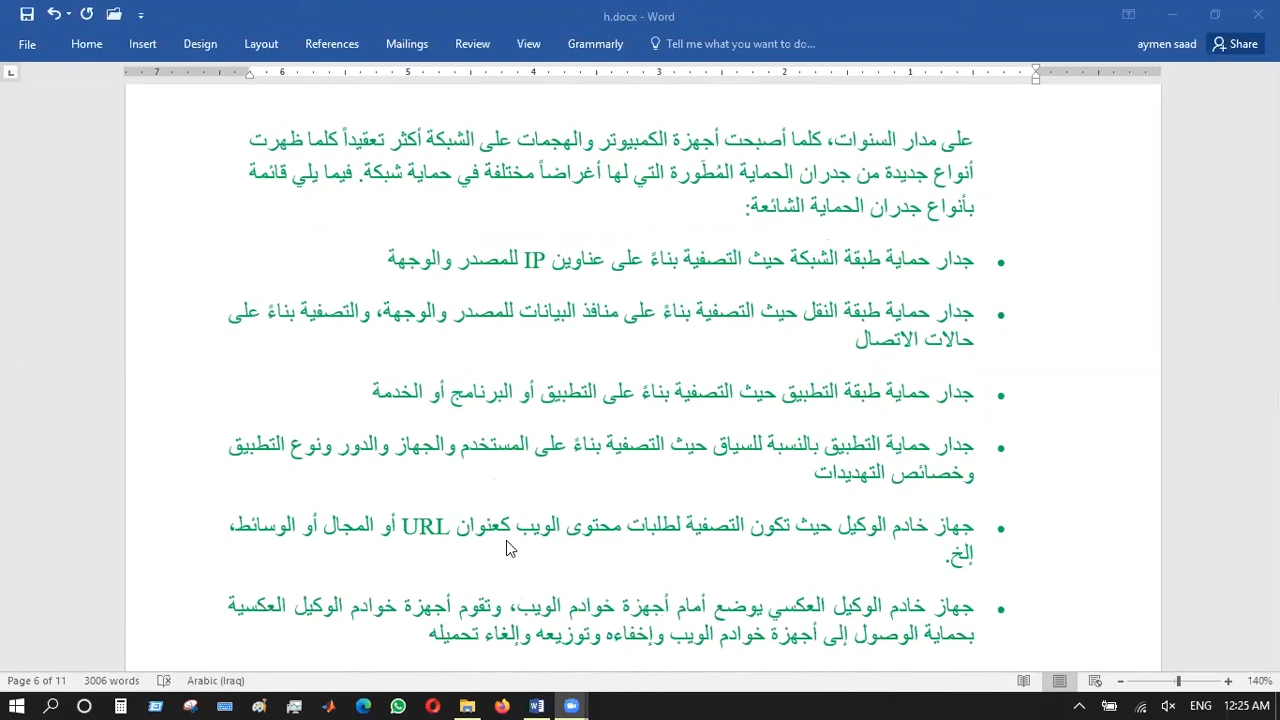 h.docx - Word
File
Home
Insert
Design
Layout
References
Mailings
Review
View
Grammarly
Tell me what you want to do...
aymen saad
Share
7 6 5 4 3 2 1
على مدار السنوات، كلما أصبحت أجهزة الكمبيوتر والهجمات على الشبكة أكثر تعقيداً كلما ظهرت
أنواع جديدة من جدران الحماية المُطَورة التي لها أغراضاً مختلفة في حماية شبكة. فيما يلي قائمة
بأنواع جدران الحماية الشائعة:
• جدار حماية طبقة الشبكة حيث التصفية بناءً على عناوين IP للمصدر والوجهة
• جدار حماية طبقة النقل حيث التصفية بناءً على منافذ البيانات للمصدر والوجهة، والتصفية بناءً على
حالات الاتصال
• جدار حماية طبقة التطبيق حيث التصفية بناءً على التطبيق أو البرنامج أو الخدمة
• جدار حماية التطبيق بالنسبة للسياق حيث التصفية بناءً على المستخدم والجهاز والدور ونوع التطبيق
وخصائص التهديدات
• جهاز خادم الوكيل حيث تكون التصفية لطلبات محتوى الويب كعنوان URL أو المجال أو الوسائط،
إلخ.
• جهاز خادم الوكيل العكسي يوضع أمام أجهزة خوادم الويب، وتقوم أجهزة خوادم الوكيل العكسية
بحماية الوصول إلى أجهزة خوادم الويب وإخفاءه وتوزيعه وإلغاء تحميله
Page 6 of 11
3006 words
Arabic (Iraq)
140%
ENG
12:25 AM